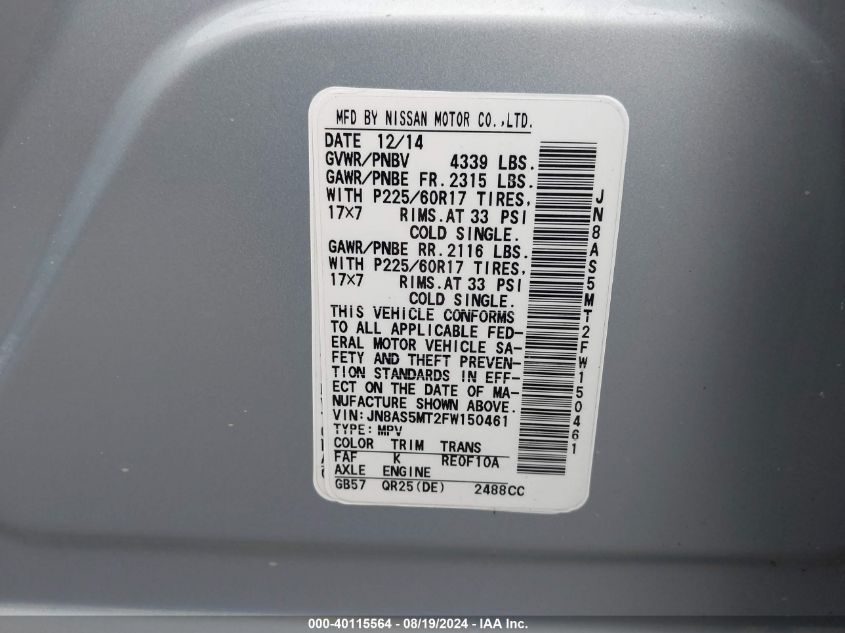 MFD BY NISSAN MOTOR CO.,LTD.
DATE 12/14
GVWR/PNBV 4339 LBS.
GAWR/PNBE FR. 2315 LBS.
WITH P225/60R17 TIRES,
17×7 RIMS. AT 33 PSI
COLD SINGLE.
GAWR/PNBE RR. 2116 LBS.
WITH P225/60R17 TIRES,
17×7 RIMS. AT 33 PSI
COLD SINGLE.
THIS VEHICLE CONFORMS
TO ALL APPLICABLE FED-
ERAL MOTOR VEHICLE SA-
FETY AND THEFT PREVEN-
TION STANDARDS IN EFF-
ECT ON THE DATE OF MA-
NUFACTURE SHOWN ABOVE.
VIN: JN8AS5MT2FW150461
TYPE: MPV
COLOR TRIM TRANS
FAF K RE0F10A
AXLE ENGINE
GB57 QR25(DE) 2488CC
JN8AS5MT2FW150461
000-40115564 - 08/19/2024 - IAA Inc.